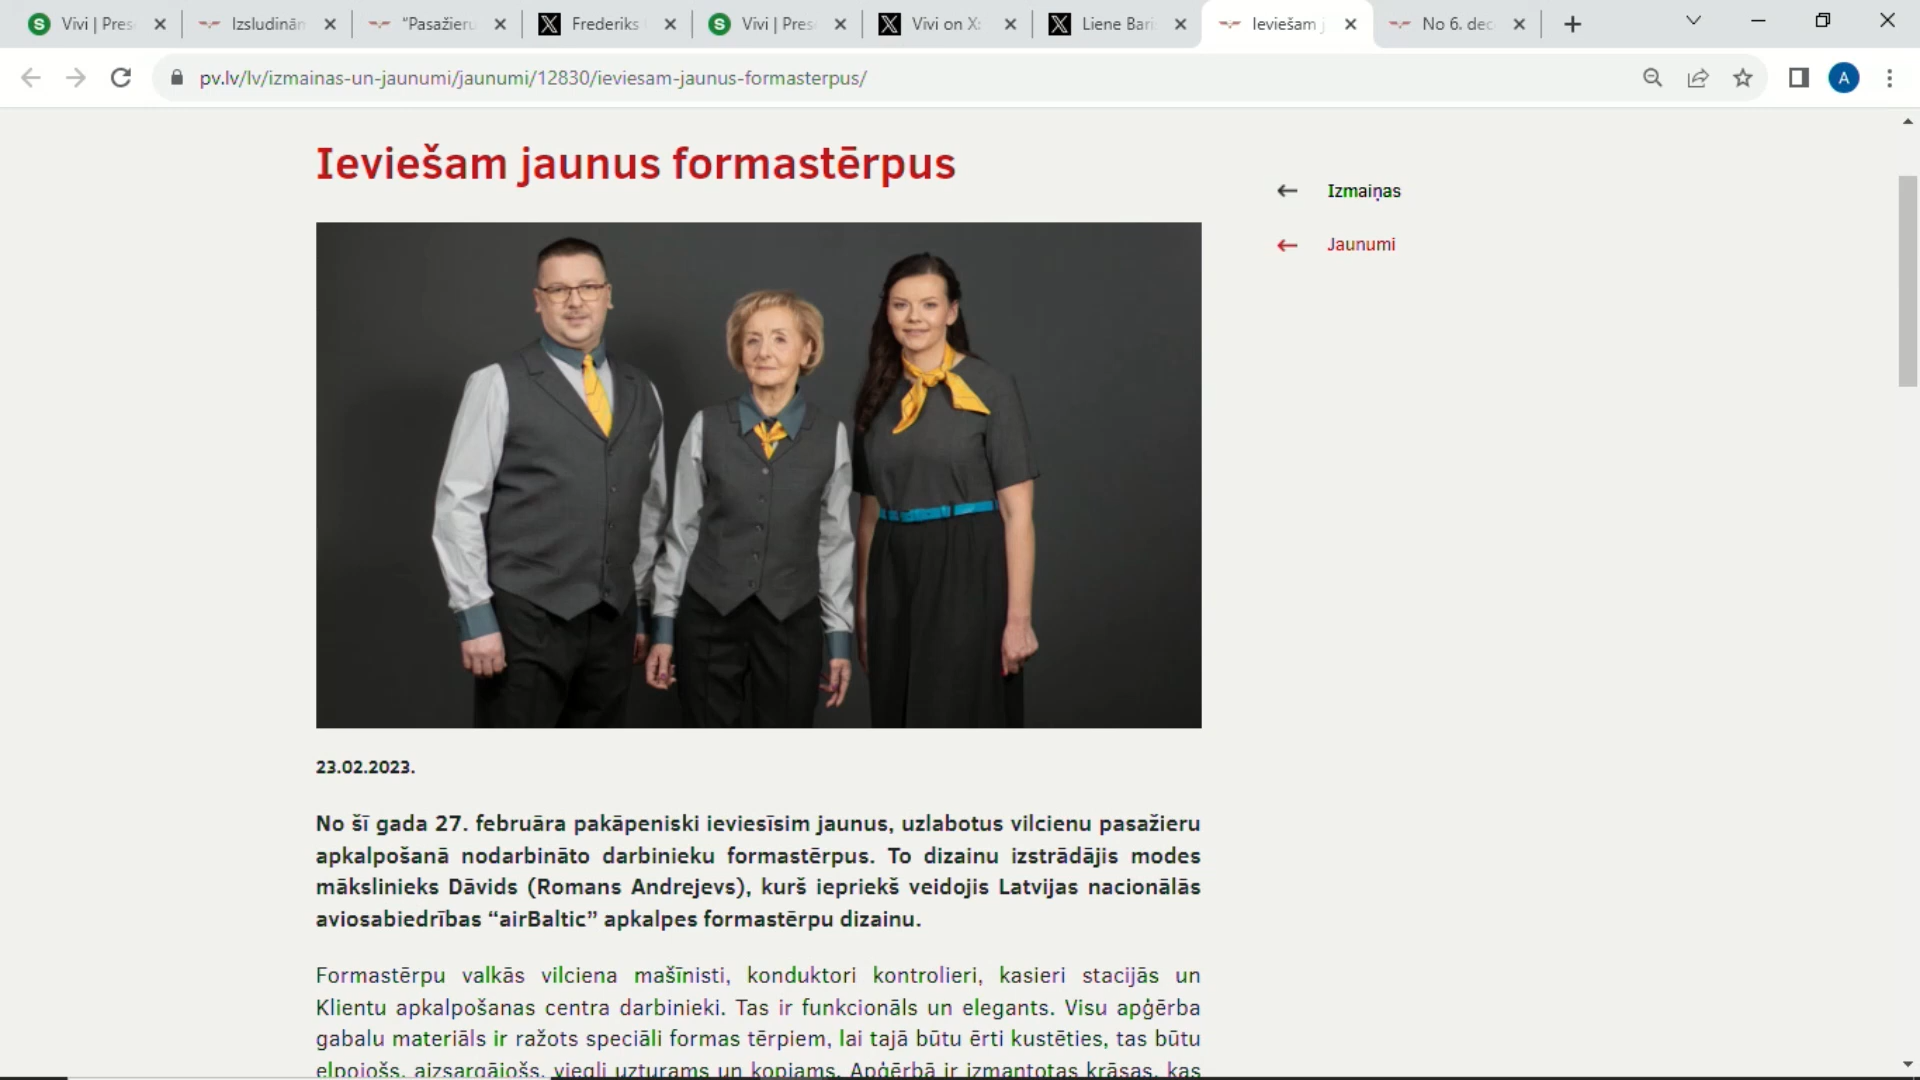 Vivi | Pres
Izsludinām
"Pasažieru
Frederiks
Vivi | Pres
Vivi on X:
Liene Bari
Ieviešam j
No 6. dec
pv.lv/lv/izmainas-un-jaunumi/jaunumi/12830/ieviesam-jaunus-formasterpus/
A
Ieviešam jaunus formastērpus
Izmaiņas
Jaunumi
23.02.2023.
No šī gada 27. februāra pakāpeniski ieviesīsim jaunus, uzlabotus vilcienu pasažieru
apkalpošanā nodarbināto darbinieku formastērpus. To dizainu izstrādājis modes
mākslinieks Dāvids (Romans Andrejevs), kurš iepriekš veidojis Latvijas nacionālās
aviosabiedrības “airBaltic” apkalpes formastērpu dizainu.
Formastērpu valkās vilciena mašīnisti, konduktori kontrolieri, kasieri stacijās un
Klientu apkalpošanas centra darbinieki. Tas ir funkcionāls un elegants. Visu apģērba
gabalu materiāls ir ražots speciāli formas tērpiem, lai tajā būtu ērti kustēties, tas būtu
elpojošs, aizsargājošs, viegli uzturams un kopjams. Apģērbā ir izmantotas krāsas, kas